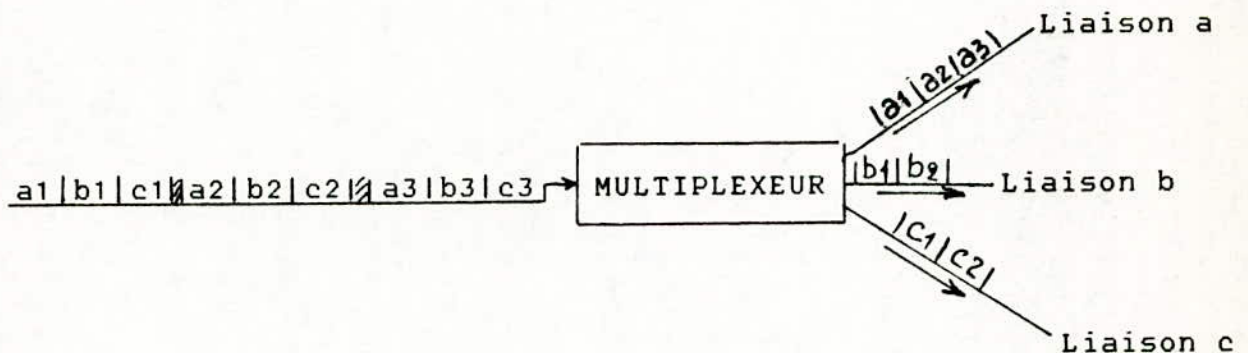 Liaison a
|a1|a2|a3|
a1|b1|c1|a2|b2|c2|a3|b3|c3
MULTIPLEXEUR
|b1|b2|
Liaison b
|c1|c2|
Liaison c